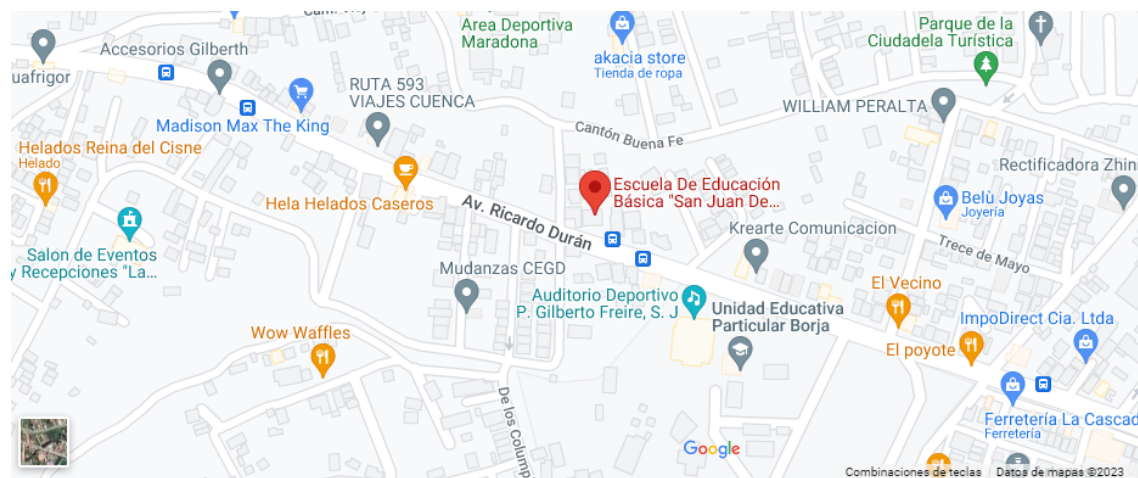 Area Deportiva
Maradona
akacia store
Tienda de ropa
Parque de la
Ciudadela Turística
Accesorios Gilberth
uafrigor
RUTA 593
VIAJES CUENCA
Madison Max The King
WILLIAM PERALTA
Cantón Buena Fe
Helados Reina del Cisne
Helado
Rectificadora Zhin
Escuela De Educación
Básica "San Juan De...
Hela Helados Caseros
Av. Ricardo Durán
Belù Joyas
Joyería
Krearte Comunicacion
Trece de Mayo
Salon de Eventos
y Recepciones "La...
Mudanzas CEGD
Auditorio Deportivo
P. Gilberto Freire, S. J
El Vecino
Unidad Educativa
Particular Borja
ImpoDirect Cia. Ltda
Wow Waffles
El poyote
De los Colump
Ferretería La Cascad
Ferretería
Google
Combinaciones de teclas
Datos de mapas ©2023